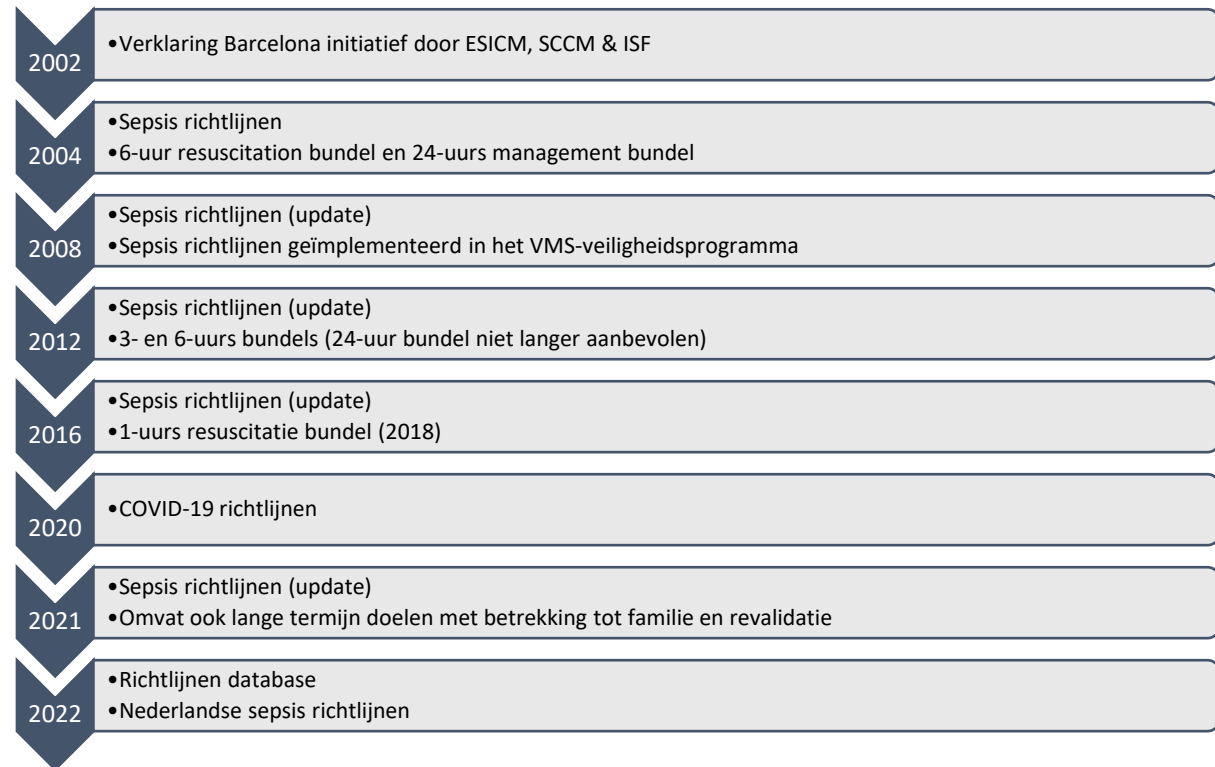 2002
•Verklaring Barcelona initiatief door ESICM, SCCM & ISF
2004
•Sepsis richtlijnen
•6-uur resuscitation bundel en 24-uurs management bundel
2008
•Sepsis richtlijnen (update)
•Sepsis richtlijnen geïmplementeerd in het VMS-veiligheidsprogramma
2012
•Sepsis richtlijnen (update)
•3- en 6-uurs bundels (24-uur bundel niet langer aanbevolen)
2016
•Sepsis richtlijnen (update)
•1-uurs resuscitatie bundel (2018)
2020
•COVID-19 richtlijnen
2021
•Sepsis richtlijnen (update)
•Omvat ook lange termijn doelen met betrekking tot familie en revalidatie
2022
•Richtlijnen database
•Nederlandse sepsis richtlijnen